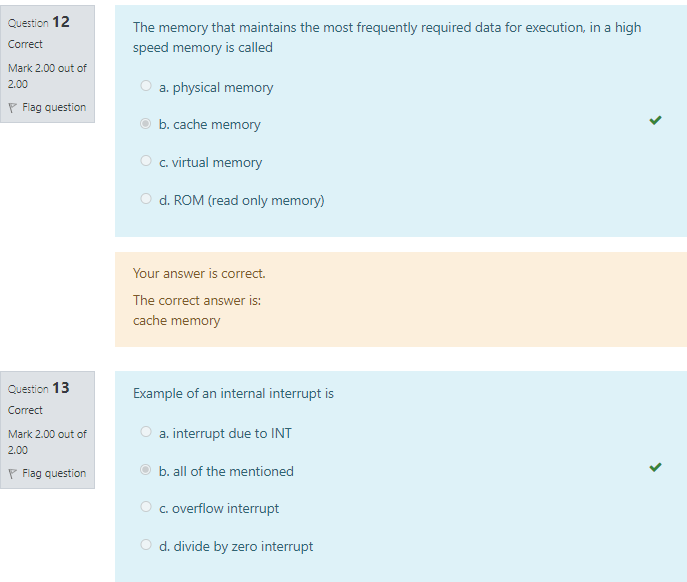 Question 12
Correct
Mark 2.00 out of
2.00
Flag question
The memory that maintains the most frequently required data for execution, in a high
speed memory is called
a. physical memory
b. cache memory
c. virtual memory
d. ROM (read only memory)
Your answer is correct.
The correct answer is:
cache memory
Question 13
Correct
Mark 2.00 out of
2.00
Flag question
Example of an internal interrupt is
a. interrupt due to INT
b. all of the mentioned
c. overflow interrupt
d. divide by zero interrupt